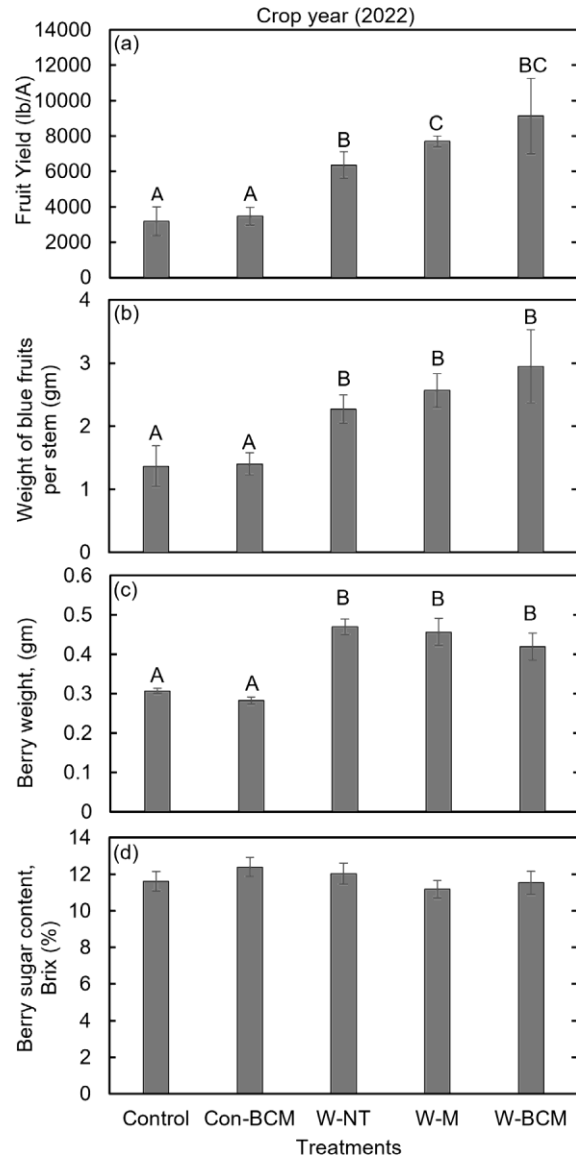 Crop year (2022)
(a)
Fruit Yield (lb/A)
14000
12000
10000
8000
6000
4000
2000
0
A
A
B
C
BC
(b)
Weight of blue fruits
per stem (gm)
4
3
2
1
0
A
A
B
B
B
(c)
Berry weight, (gm)
0.6
0.5
0.4
0.3
0.2
0.1
0
A
A
B
B
B
(d)
Berry sugar content,
Brix (%)
14
12
10
8
6
4
2
0
Control Con-BCM W-NT W-M W-BCM
Treatments